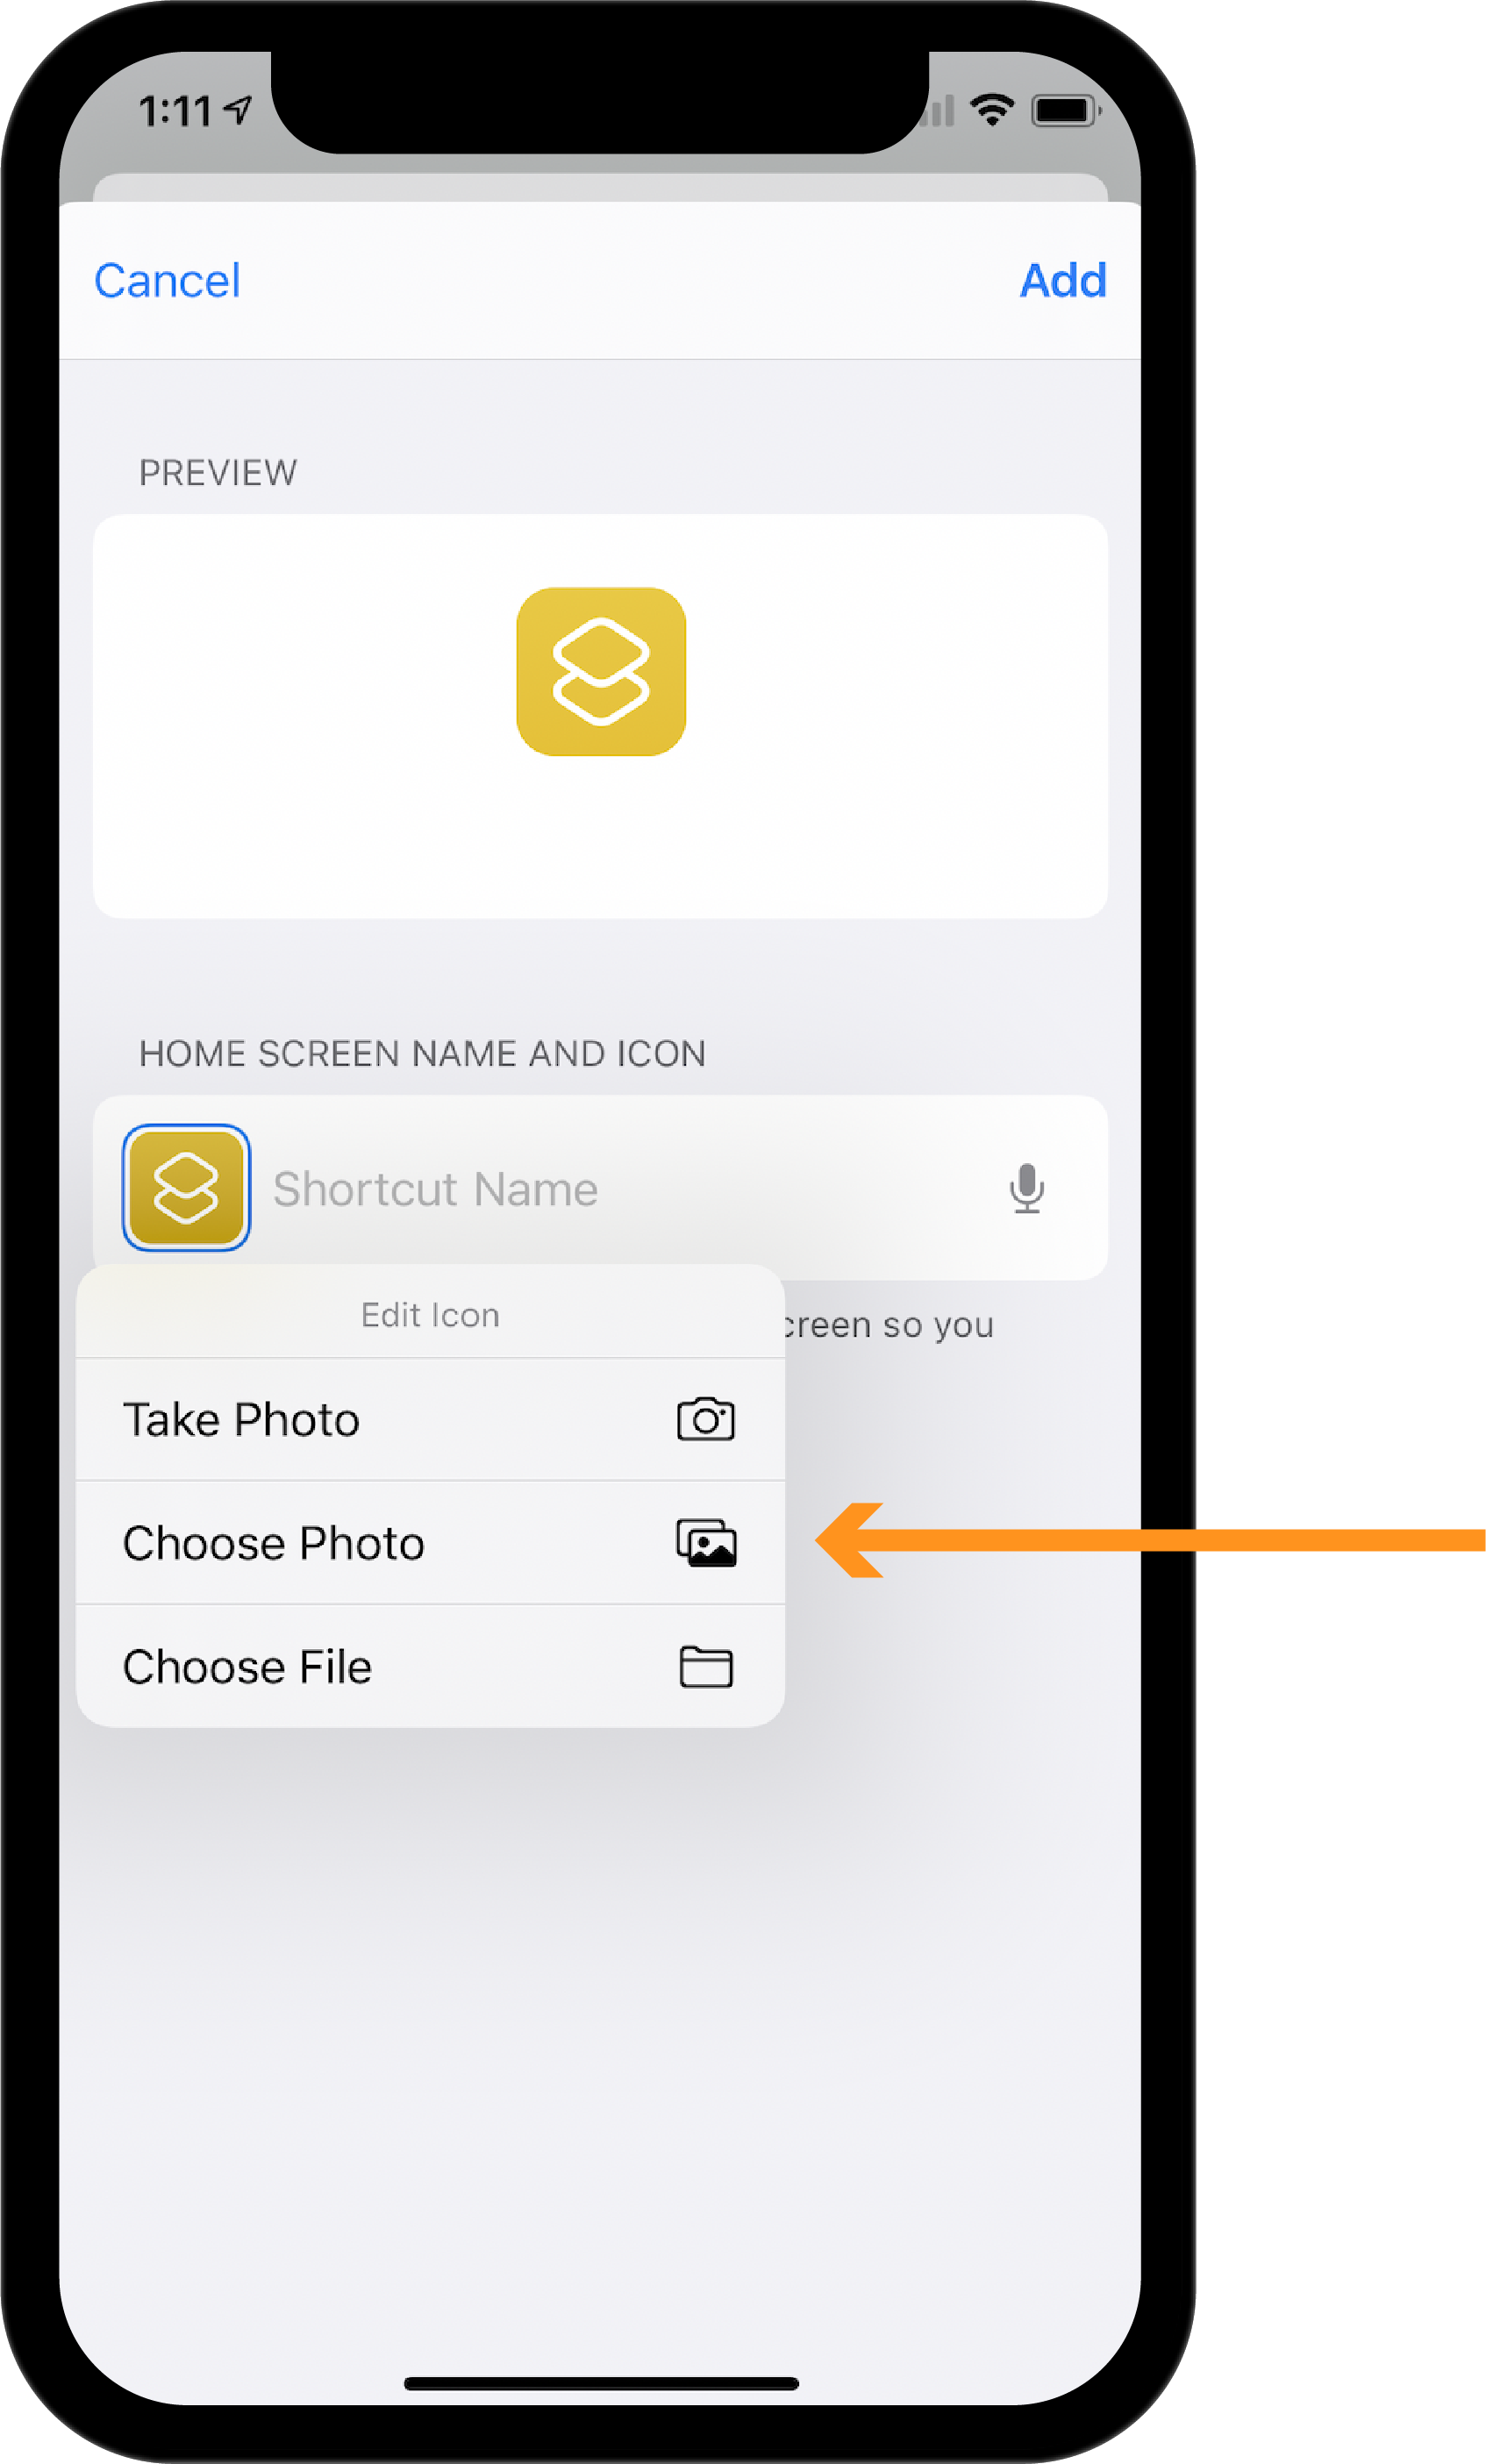 1:11
Cancel Add
PREVIEW
HOME SCREEN NAME AND ICON
Shortcut Name
Edit Icon
so you
Take Photo
Choose Photo
Choose File